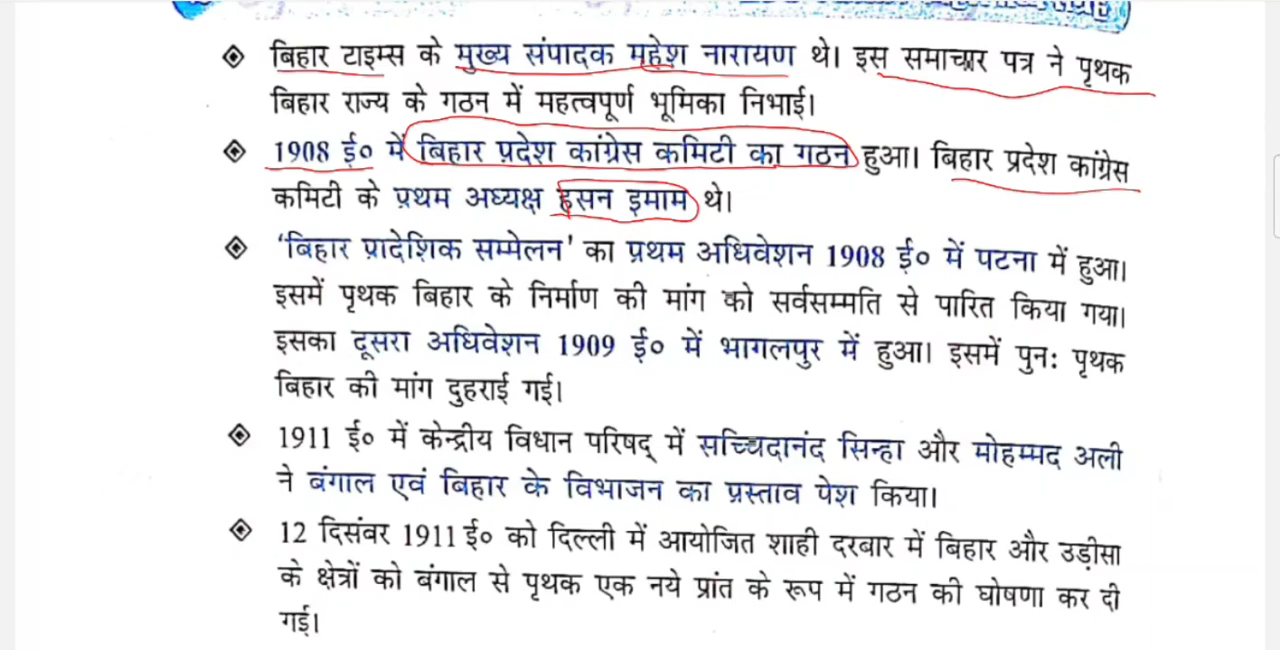 ◈ बिहार टाइम्स के मुख्य संपादक महेश नारायण थे। इस समाचार पत्र ने पृथक
बिहार राज्य के गठन में महत्वपूर्ण भूमिका निभाई।
◈ 1908 ई० में बिहार प्रदेश कांग्रेस कमिटी का गठन हुआ। बिहार प्रदेश कांग्रेस
कमिटी के प्रथम अध्यक्ष हसन इमाम थे।
◈ ‘बिहार प्रादेशिक सम्मेलन’ का प्रथम अधिवेशन 1908 ई० में पटना में हुआ।
इसमें पृथक बिहार के निर्माण की मांग को सर्वसम्मति से पारित किया गया।
इसका दूसरा अधिवेशन 1909 ई० में भागलपुर में हुआ। इसमें पुन: पृथक
बिहार की मांग दुहराई गई।
◈ 1911 ई० में केन्द्रीय विधान परिषद् में सच्चिदानंद सिन्हा और मोहम्मद अली
ने बंगाल एवं बिहार के विभाजन का प्रस्ताव पेश किया।
◈ 12 दिसंबर 1911 ई० को दिल्ली में आयोजित शाही दरबार में बिहार और उड़ीसा
के क्षेत्रों को बंगाल से पृथक एक नये प्रांत के रूप में गठन की घोषणा कर दी
गई।